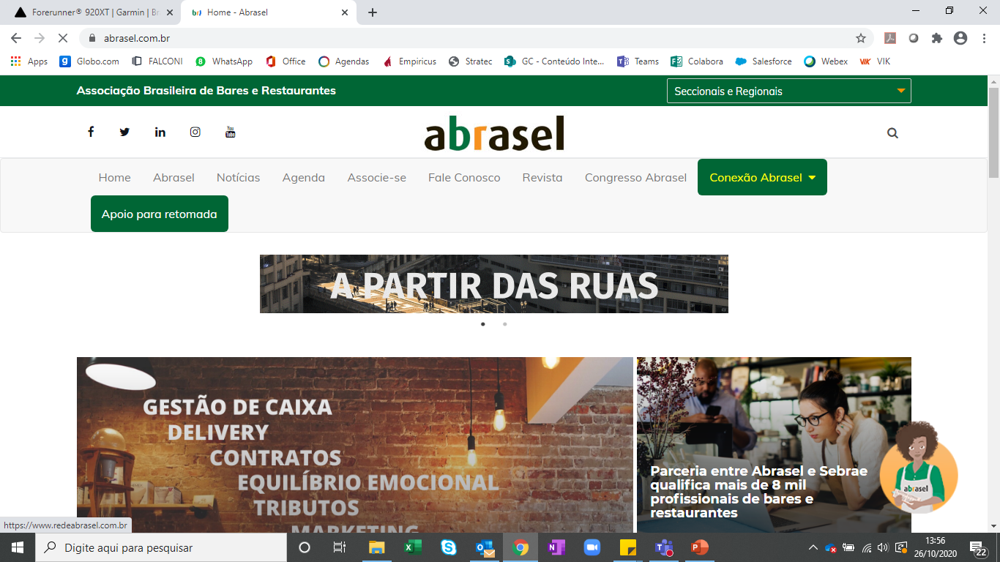 Forerunner® 920XT | Garmin | Br
Home - Abrasel
abrasel.com.br
Apps
Globo.com
FALCONI
WhatsApp
Office
Agendas
Empiricus
Stratec
GC - Conteúdo Inte...
Teams
Colabora
Salesforce
Webex
VIK
Associação Brasileira de Bares e Restaurantes
Seccionais e Regionais
You Tube
abrasel
Home
Abrasel
Notícias
Agenda
Associe-se
Fale Conosco
Revista
Congresso Abrasel
Conexão Abrasel
Apoio para retomada
A PARTIR DAS RUAS
GESTÃO DE CAIXA
DELIVERY
CONTRATOS
EQUILÍBRIO EMOCIONAL
TRIBUTOS
MARKETING
Parceria entre Abrasel e Sebrae
qualifica mais de 8 mil
profissionais de bares e
restaurantes
abrasel
https://www.redeabrasel.com.br
Digite aqui para pesquisar
13:56
26/10/2020
22